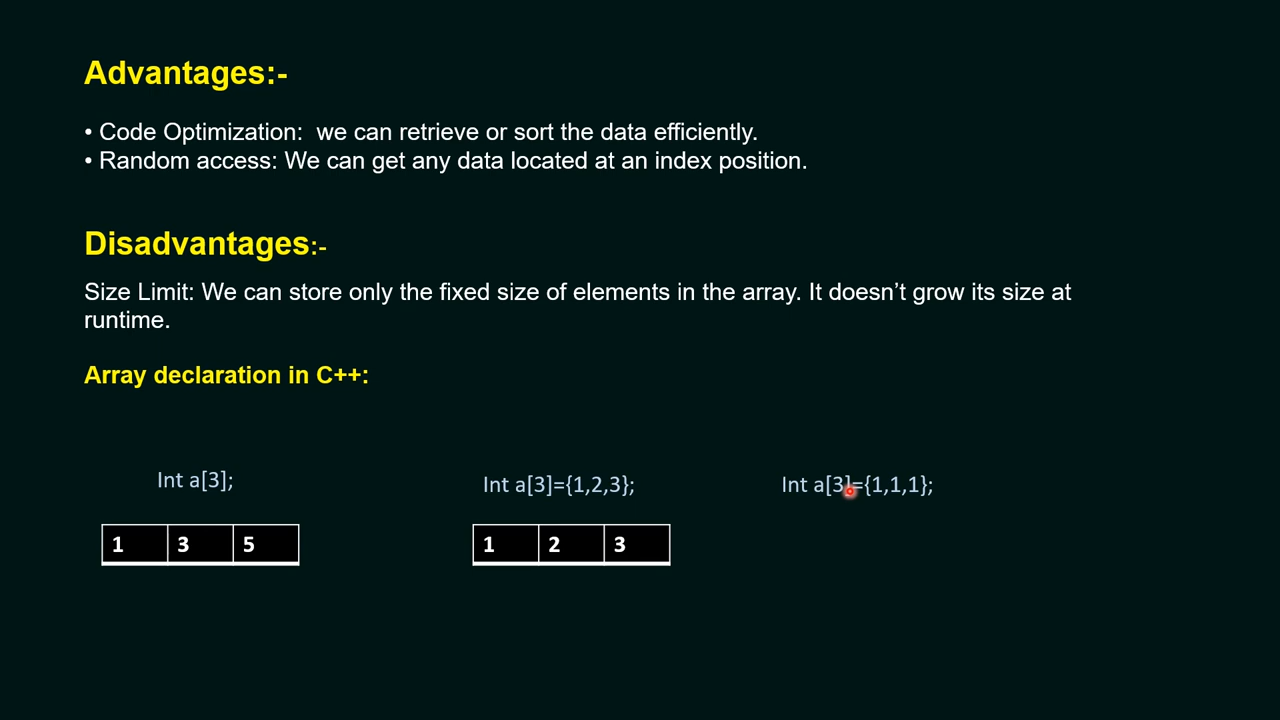 Advantages:-
• Code Optimization:  we can retrieve or sort the data efficiently.
• Random access: We can get any data located at an index position.
Disadvantages:-
Size Limit: We can store only the fixed size of elements in the array. It doesn’t grow its size at
runtime.
Array declaration in C++:
Int a[3];
Int a[3]={1,2,3};
Int a[3]={1,1,1};
1 3 5
1 2 3